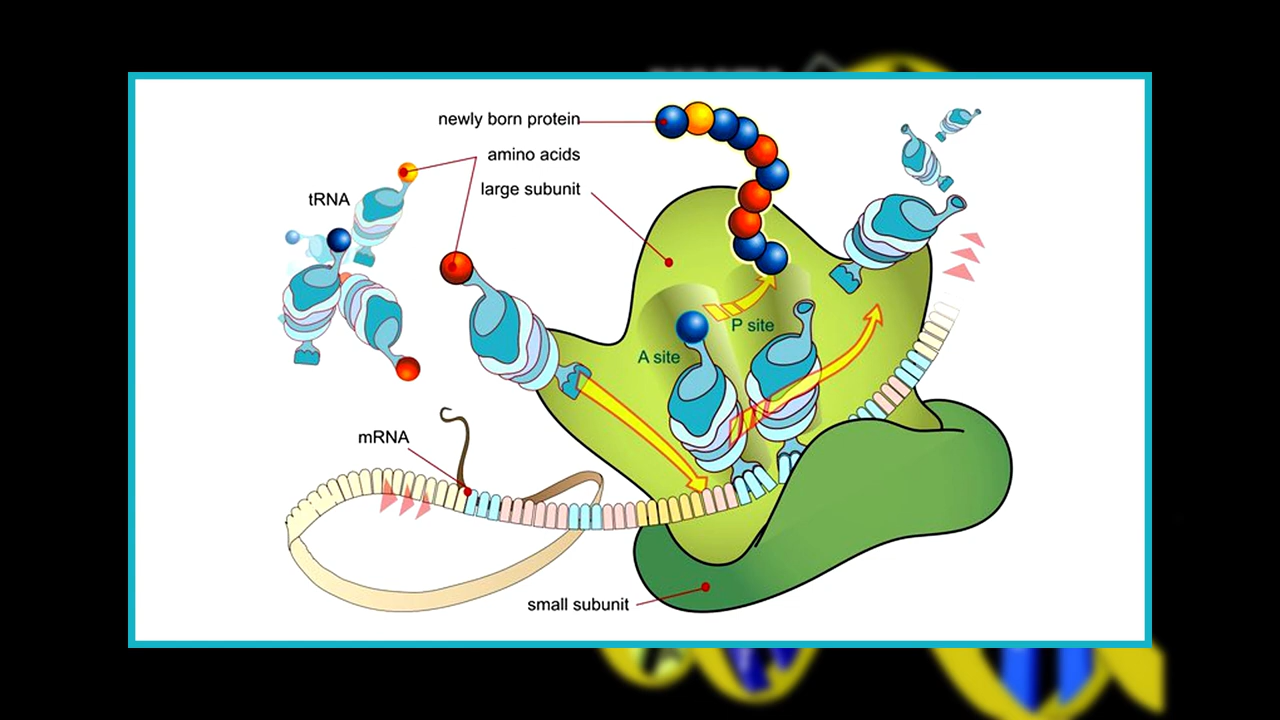 newly born protein
amino acids
large subunit
tRNA
P site
A site
mRNA
small subunit